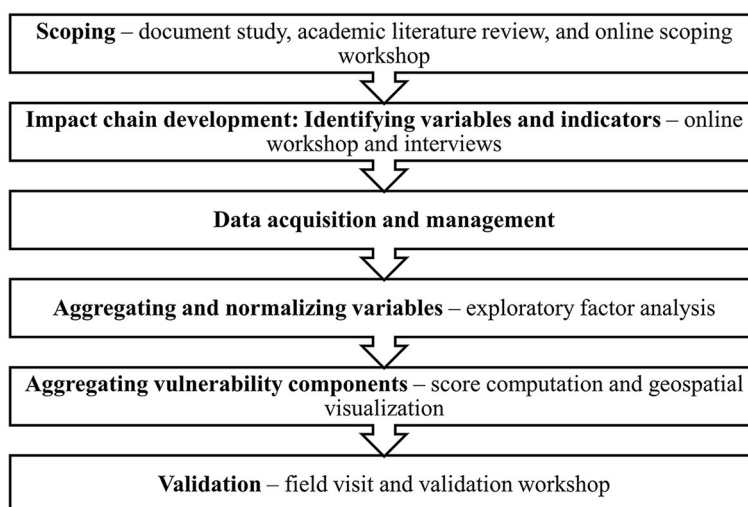 Scoping – document study, academic literature review, and online scoping
workshop
Impact chain development: Identifying variables and indicators – online
workshop and interviews
Data acquisition and management
Aggregating and normalizing variables – exploratory factor analysis
Aggregating vulnerability components – score computation and geospatial
visualization
Validation – field visit and validation workshop